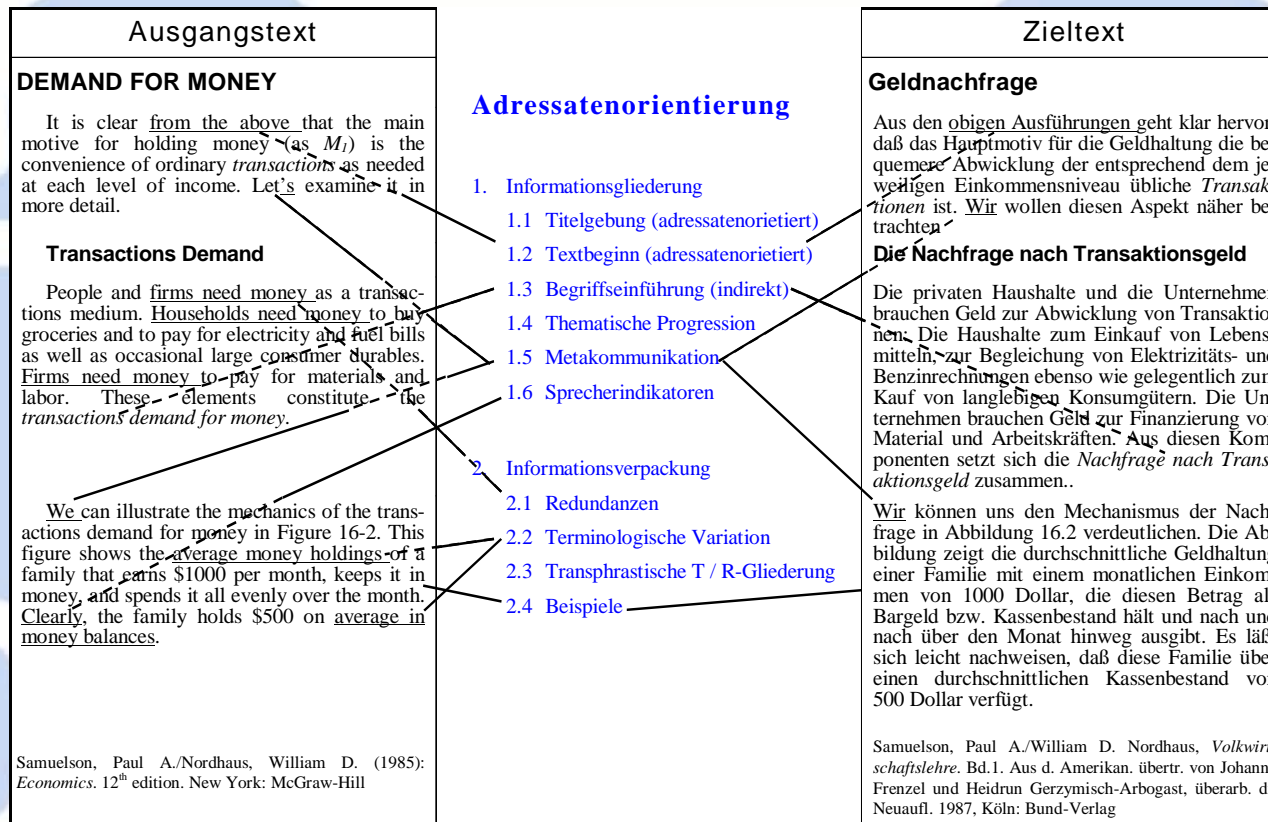 Ausgangstext
DEMAND FOR MONEY
It is clear from the above that the main
motive for holding money (as M1) is the
convenience of ordinary transactions as needed
at each level of income. Let's examine it in
more detail.
Transactions Demand
People and firms need money as a transac-
tions medium. Households need money to buy
groceries and to pay for electricity and fuel bills
as well as occasional large consumer durables.
Firms need money to pay for materials and
labor. These elements constitute the
transactions demand for money.
We can illustrate the mechanics of the trans-
actions demand for money in Figure 16-2. This
figure shows the average money holdings of a
family that earns $1000 per month, keeps it in
money, and spends it all evenly over the month.
Clearly, the family holds $500 on average in
money balances.
Samuelson, Paul A./Nordhaus, William D. (1985):
Economics. 12th edition. New York: McGraw-Hill
Adressatenorientierung
1. Informationsgliederung
1.1 Titelgebung (adressatenorietiert)
1.2 Textbeginn (adressatenorietiert)
1.3 Begriffseinführung (indirekt)
1.4 Thematische Progression
1.5 Metakommunikation
1.6 Sprecherindikatoren
2. Informationsverpackung
2.1 Redundanzen
2.2 Terminologische Variation
2.3 Transphrastische T / R-Gliederung
2.4 Beispiele
Zieltext
Geldnachfrage
Aus den obigen Ausführungen geht klar hervor
daß das Hauptmotiv für die Geldhaltung die be
quemere Abwicklung der entsprechend dem je
weiligen Einkommensniveau übliche Transak
tionen ist. Wir wollen diesen Aspekt näher be
trachten
Die Nachfrage nach Transaktionsgeld
Die privaten Haushalte und die Unternehmen
brauchen Geld zur Abwicklung von Transaktio
nen: Die Haushalte zum Einkauf von Lebens
mitteln, zur Begleichung von Elektrizitäts- und
Benzinrechnungen ebenso wie gelegentlich zum
Kauf von langlebigen Konsumgütern. Die Un
ternehmen brauchen Geld zur Finanzierung von
Material und Arbeitskräften. Aus diesen Kom
ponenten setzt sich die Nachfrage nach Trans
aktionsgeld zusammen..
Wir können uns den Mechanismus der Nach
frage in Abbildung 16.2 verdeutlichen. Die Ab
bildung zeigt die durchschnittliche Geldhaltung
einer Familie mit einem monatlichen Einkom
men von 1000 Dollar, die diesen Betrag al
Bargeld bzw. Kassenbestand hält und nach und
nach über den Monat hinweg ausgibt. Es läß
sich leicht nachweisen, daß diese Familie übe
einen durchschnittlichen Kassenbestand von
500 Dollar verfügt.
Samuelson, Paul A./William D. Nordhaus, Volkwirt
schaftslehre. Bd.1. Aus d. Amerikan. übertr. von Johann
Frenzel und Heidrun Gerzymisch-Arbogast, überarb. d
Neuaufl. 1987, Köln: Bund-Verlag